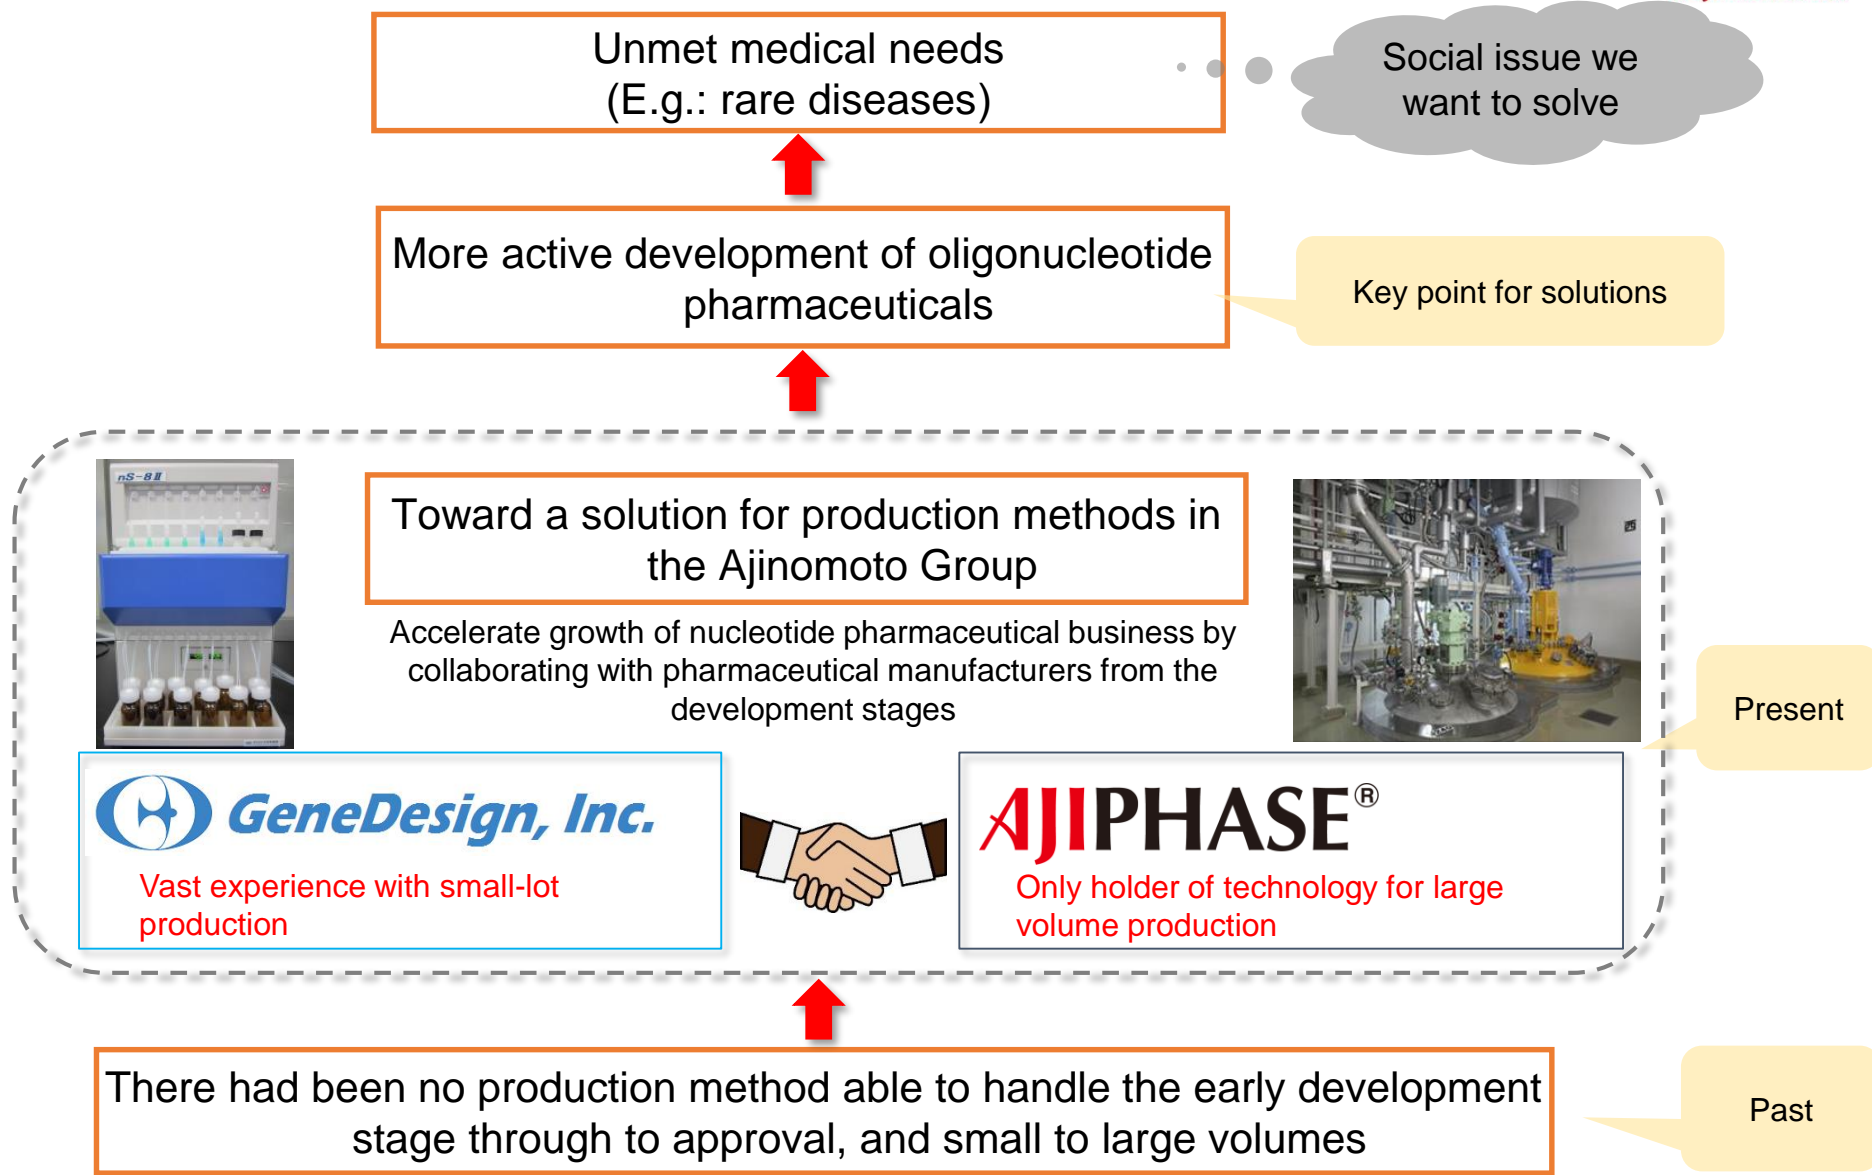 Unmet medical needs
(E.g.: rare diseases)
Social issue we
want to solve
More active development of oligonucleotide
pharmaceuticals
Key point for solutions
nS-8II
Toward a solution for production methods in
the Ajinomoto Group
Accelerate growth of nucleotide pharmaceutical business by
collaborating with pharmaceutical manufacturers from the
development stages
Present
GeneDesign, Inc.
Vast experience with small-lot
production
AJIPHASE®
Only holder of technology for large
volume production
There had been no production method able to handle the early development
stage through to approval, and small to large volumes
Past